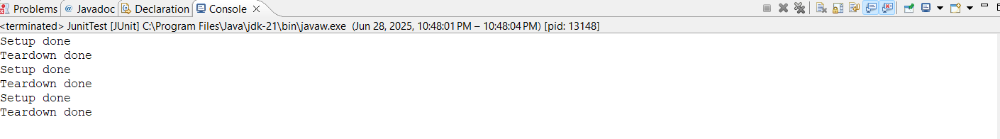 Problems Javadoc Declaration Console
<terminated> JunitTest [JUnit] C:\Program Files\Java\jdk-21\bin\javaw.exe (Jun 28, 2025, 10:48:01 PM – 10:48:04 PM) [pid: 13148]
Setup done
Teardown done
Setup done
Teardown done
Setup done
Teardown done